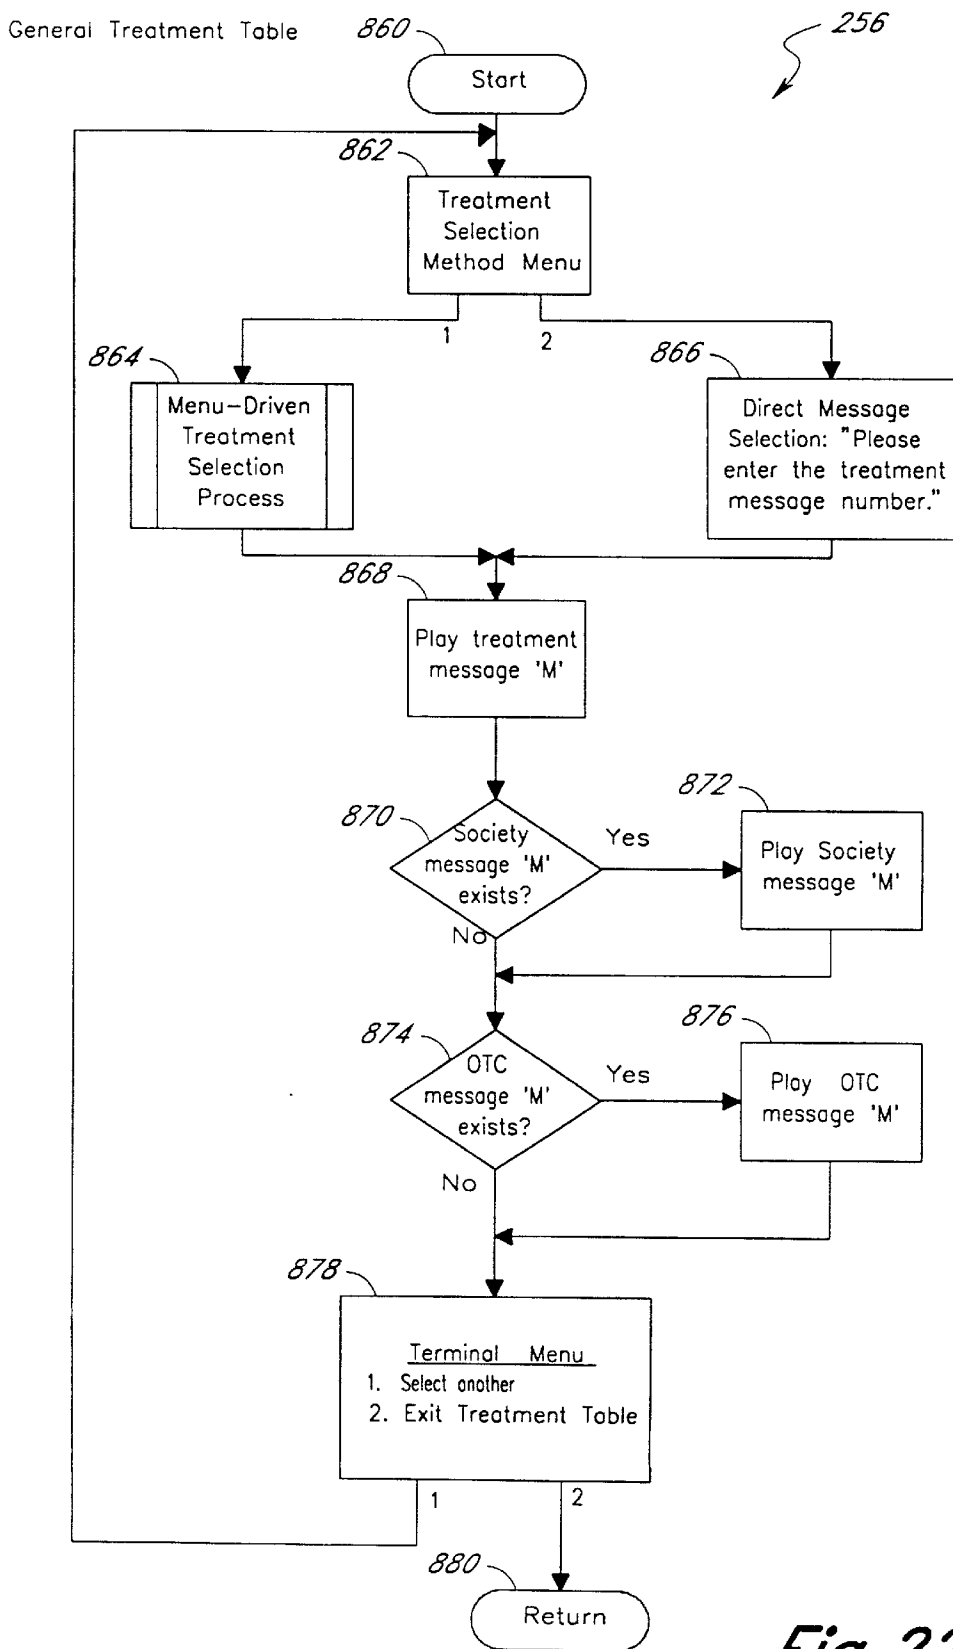 General Treatment Table
860
256
Start
862
Treatment
Selection
Method Menu
1
2
864
866
Menu-Driven
Treatment
Selection
Process
Direct Message
Selection: "Please
enter the treatment
message number."
868
Play treatment
message 'M'
870
Society
message 'M'
exists?
Yes
No
872
Play Society
message 'M'
874
OTC
message 'M'
exists?
Yes
No
876
Play OTC
message 'M'
878
Terminal Menu
1. Select another
2. Exit Treatment Table
1
2
880
Return